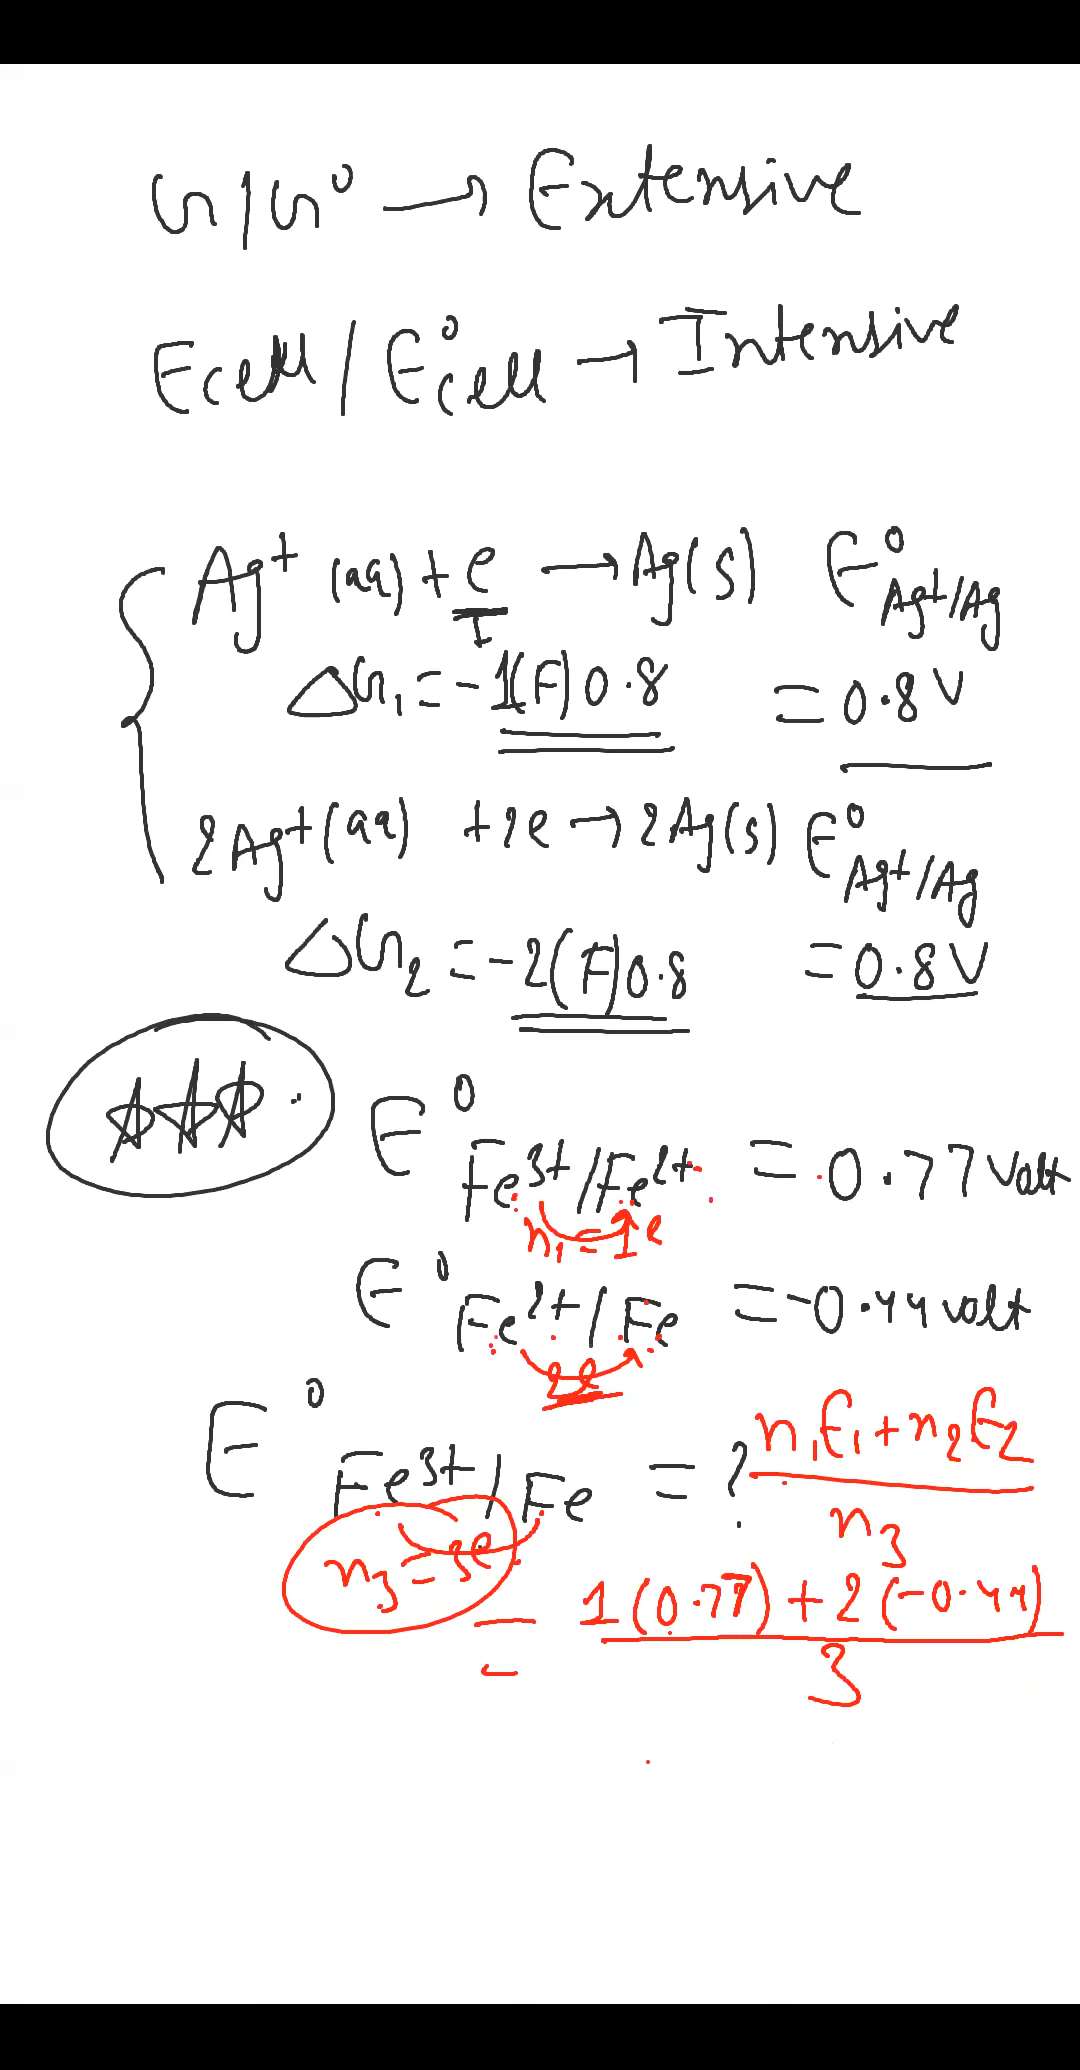 G/G° → Extensive
Ecell / E°cell → Intensive
Ag⁺ (aq) + e → Ag(s) E°Ag⁺/Ag
1
ΔG₁ = -1(F)0.8 = 0.8 V
2Ag⁺(aq) + 2e → 2Ag(s) E°Ag⁺/Ag
ΔG₂ = -2(F)0.8 = 0.8 V
E°Fe³⁺/Fe²⁺ = 0.77 Volt
n₁ = 1e
E°Fe²⁺/Fe = -0.44 volt
2e
E°Fe³⁺/Fe = ? n₁E₁ + n₂E₂
n₃
n₃ = 3e
= 1(0.77) + 2(-0.44)
3